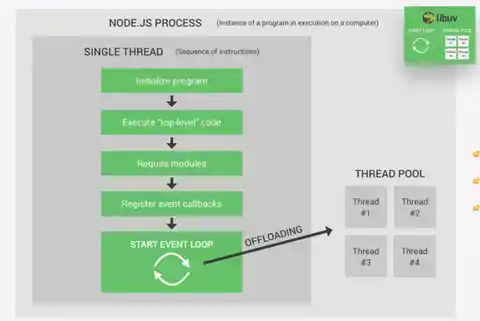 NODE.JS PROCESS (Instance of a program in execution on a computer)
libuv
EVENT LOOP THREAD POOL
SINGLE THREAD (Sequence of instructions)
Initialize program
Execute "top-level" code
Require modules
Register event callbacks
START EVENT LOOP
OFFLOADING
THREAD POOL
Thread #1
Thread #2
Thread #3
Thread #4